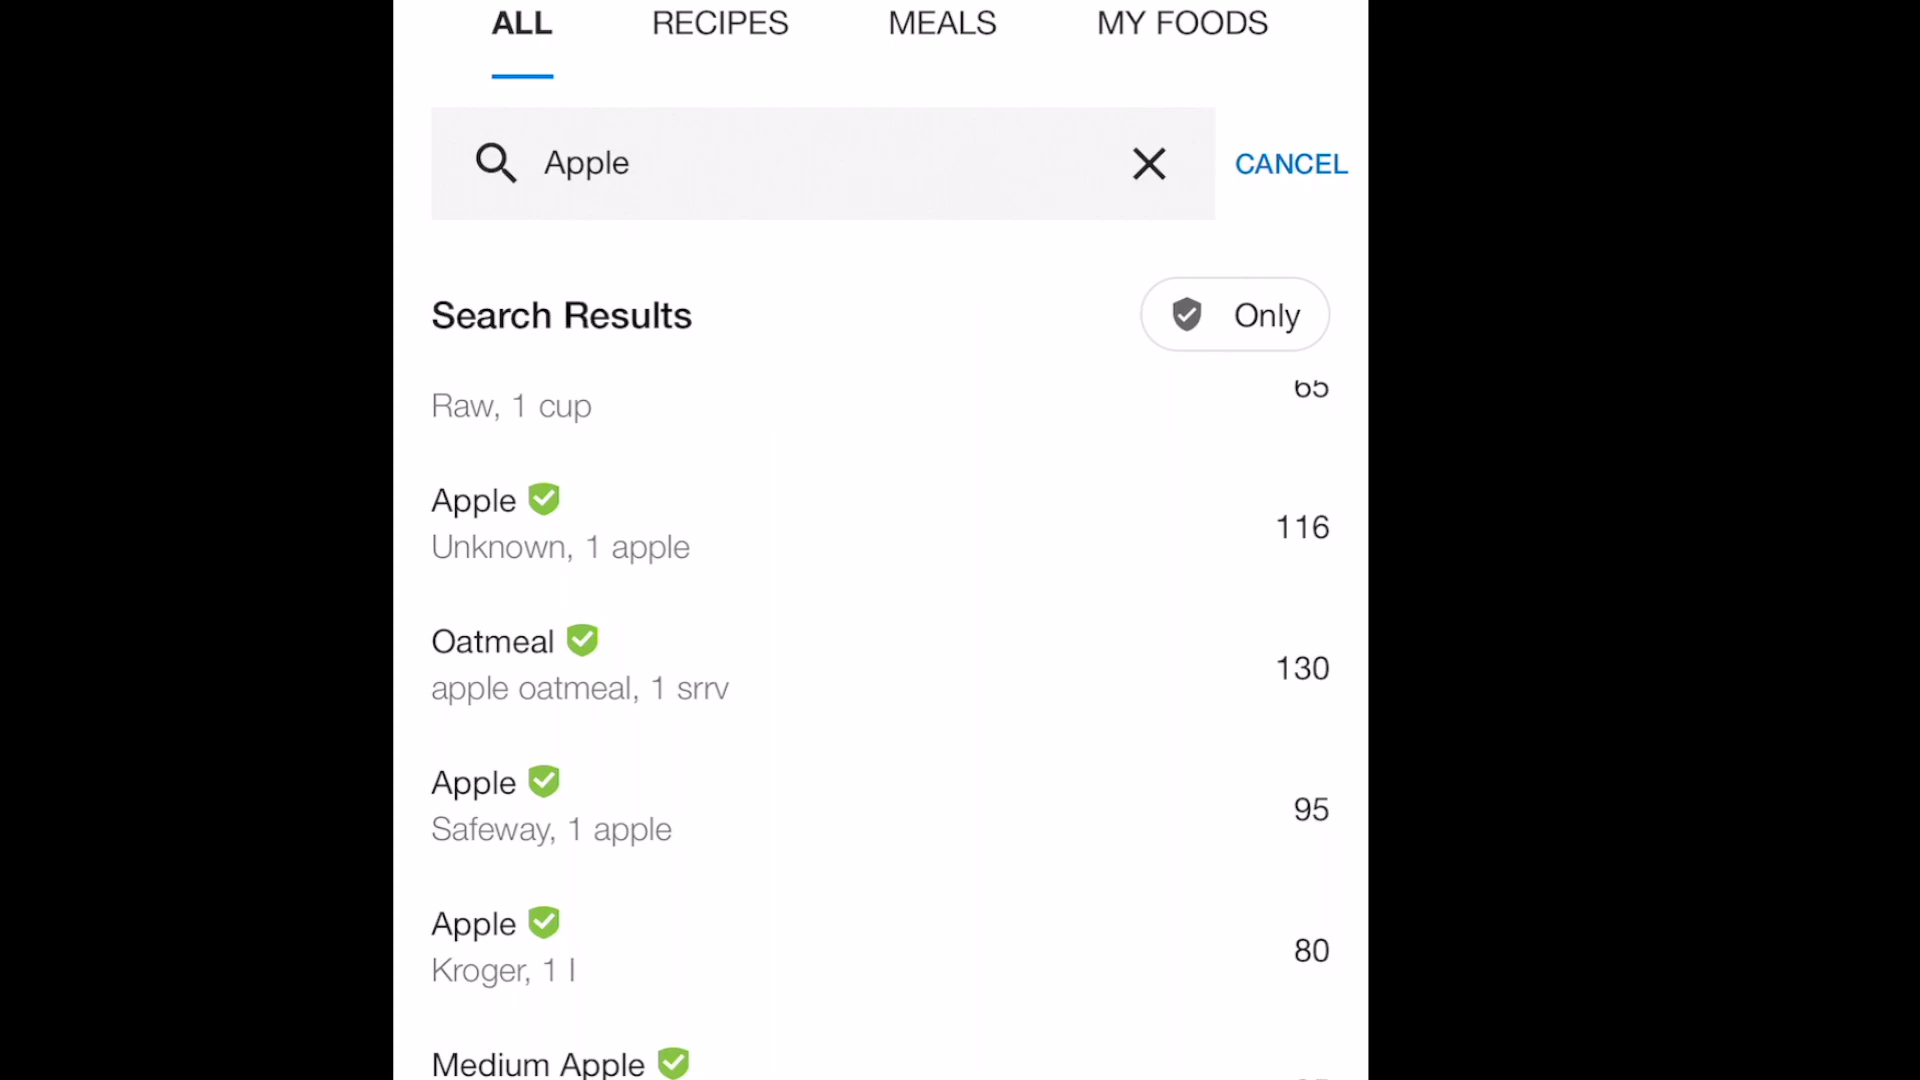 ALL RECIPES MEALS MY FOODS
Apple CANCEL
Search Results Only
Raw, 1 cup 65
Apple
Unknown, 1 apple 116
Oatmeal
apple oatmeal, 1 srrv 130
Apple
Safeway, 1 apple 95
Apple
Kroger, 1 l 80
Medium Apple